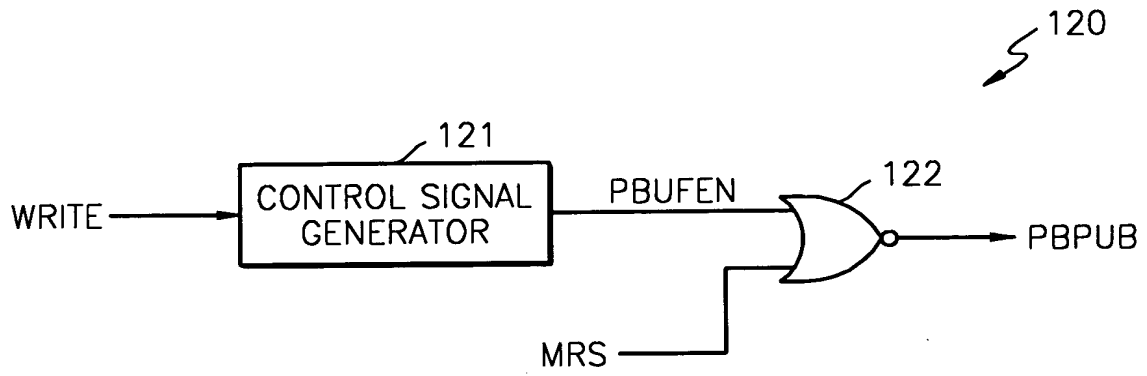 120
121
CONTROL SIGNAL
GENERATOR
WRITE
PBUFEN
122
PBPUB
MRS